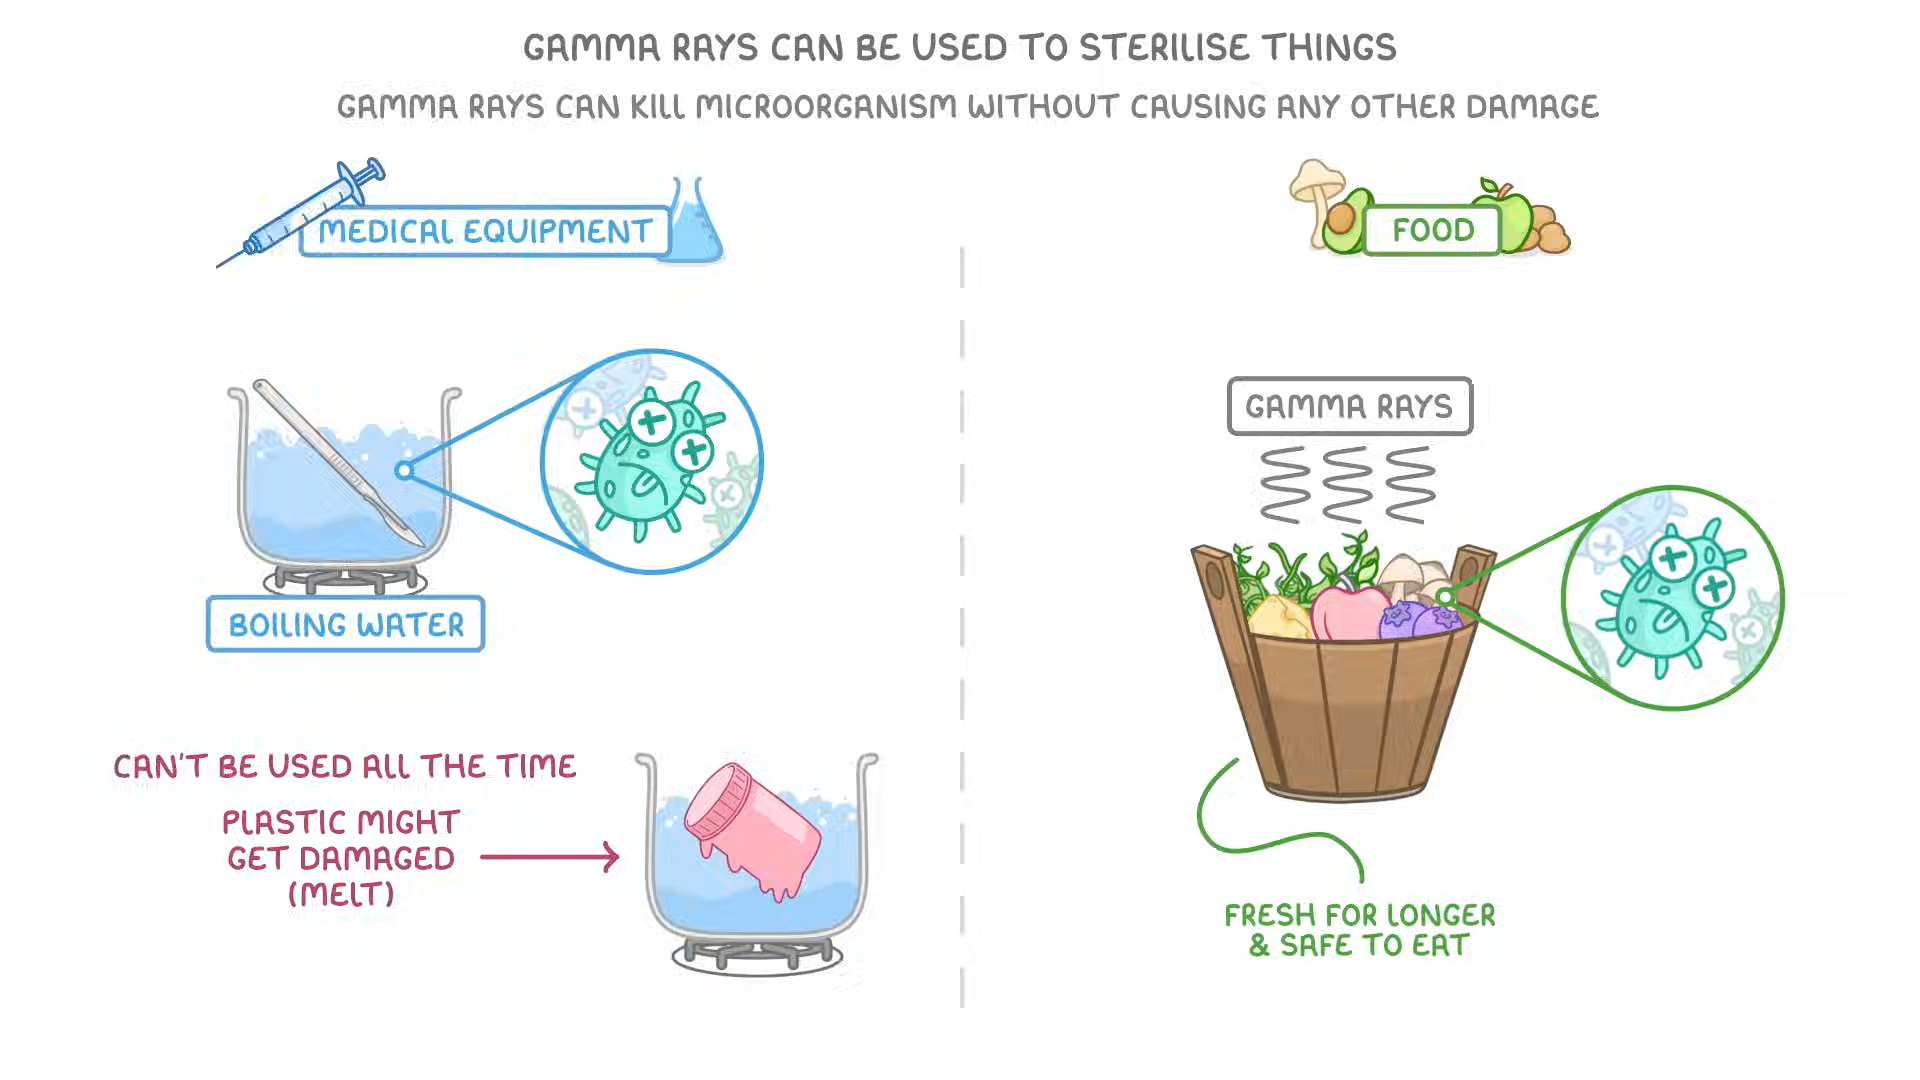 GAMMA RAYS CAN BE USED TO STERILISE THINGS
GAMMA RAYS CAN KILL MICROORGANISM WITHOUT CAUSING ANY OTHER DAMAGE
MEDICAL EQUIPMENT
BOILING WATER
CAN'T BE USED ALL THE TIME
PLASTIC MIGHT
GET DAMAGED
(MELT)
FOOD
GAMMA RAYS
FRESH FOR LONGER
& SAFE TO EAT